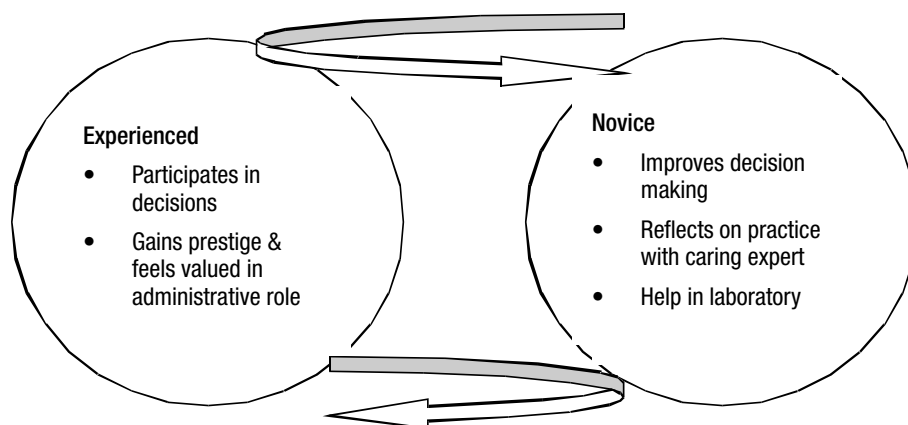 Experienced
• Participates in
decisions
• Gains prestige &
feels valued in
administrative role
Novice
• Improves decision
making
• Reflects on practice
with caring expert
• Help in laboratory